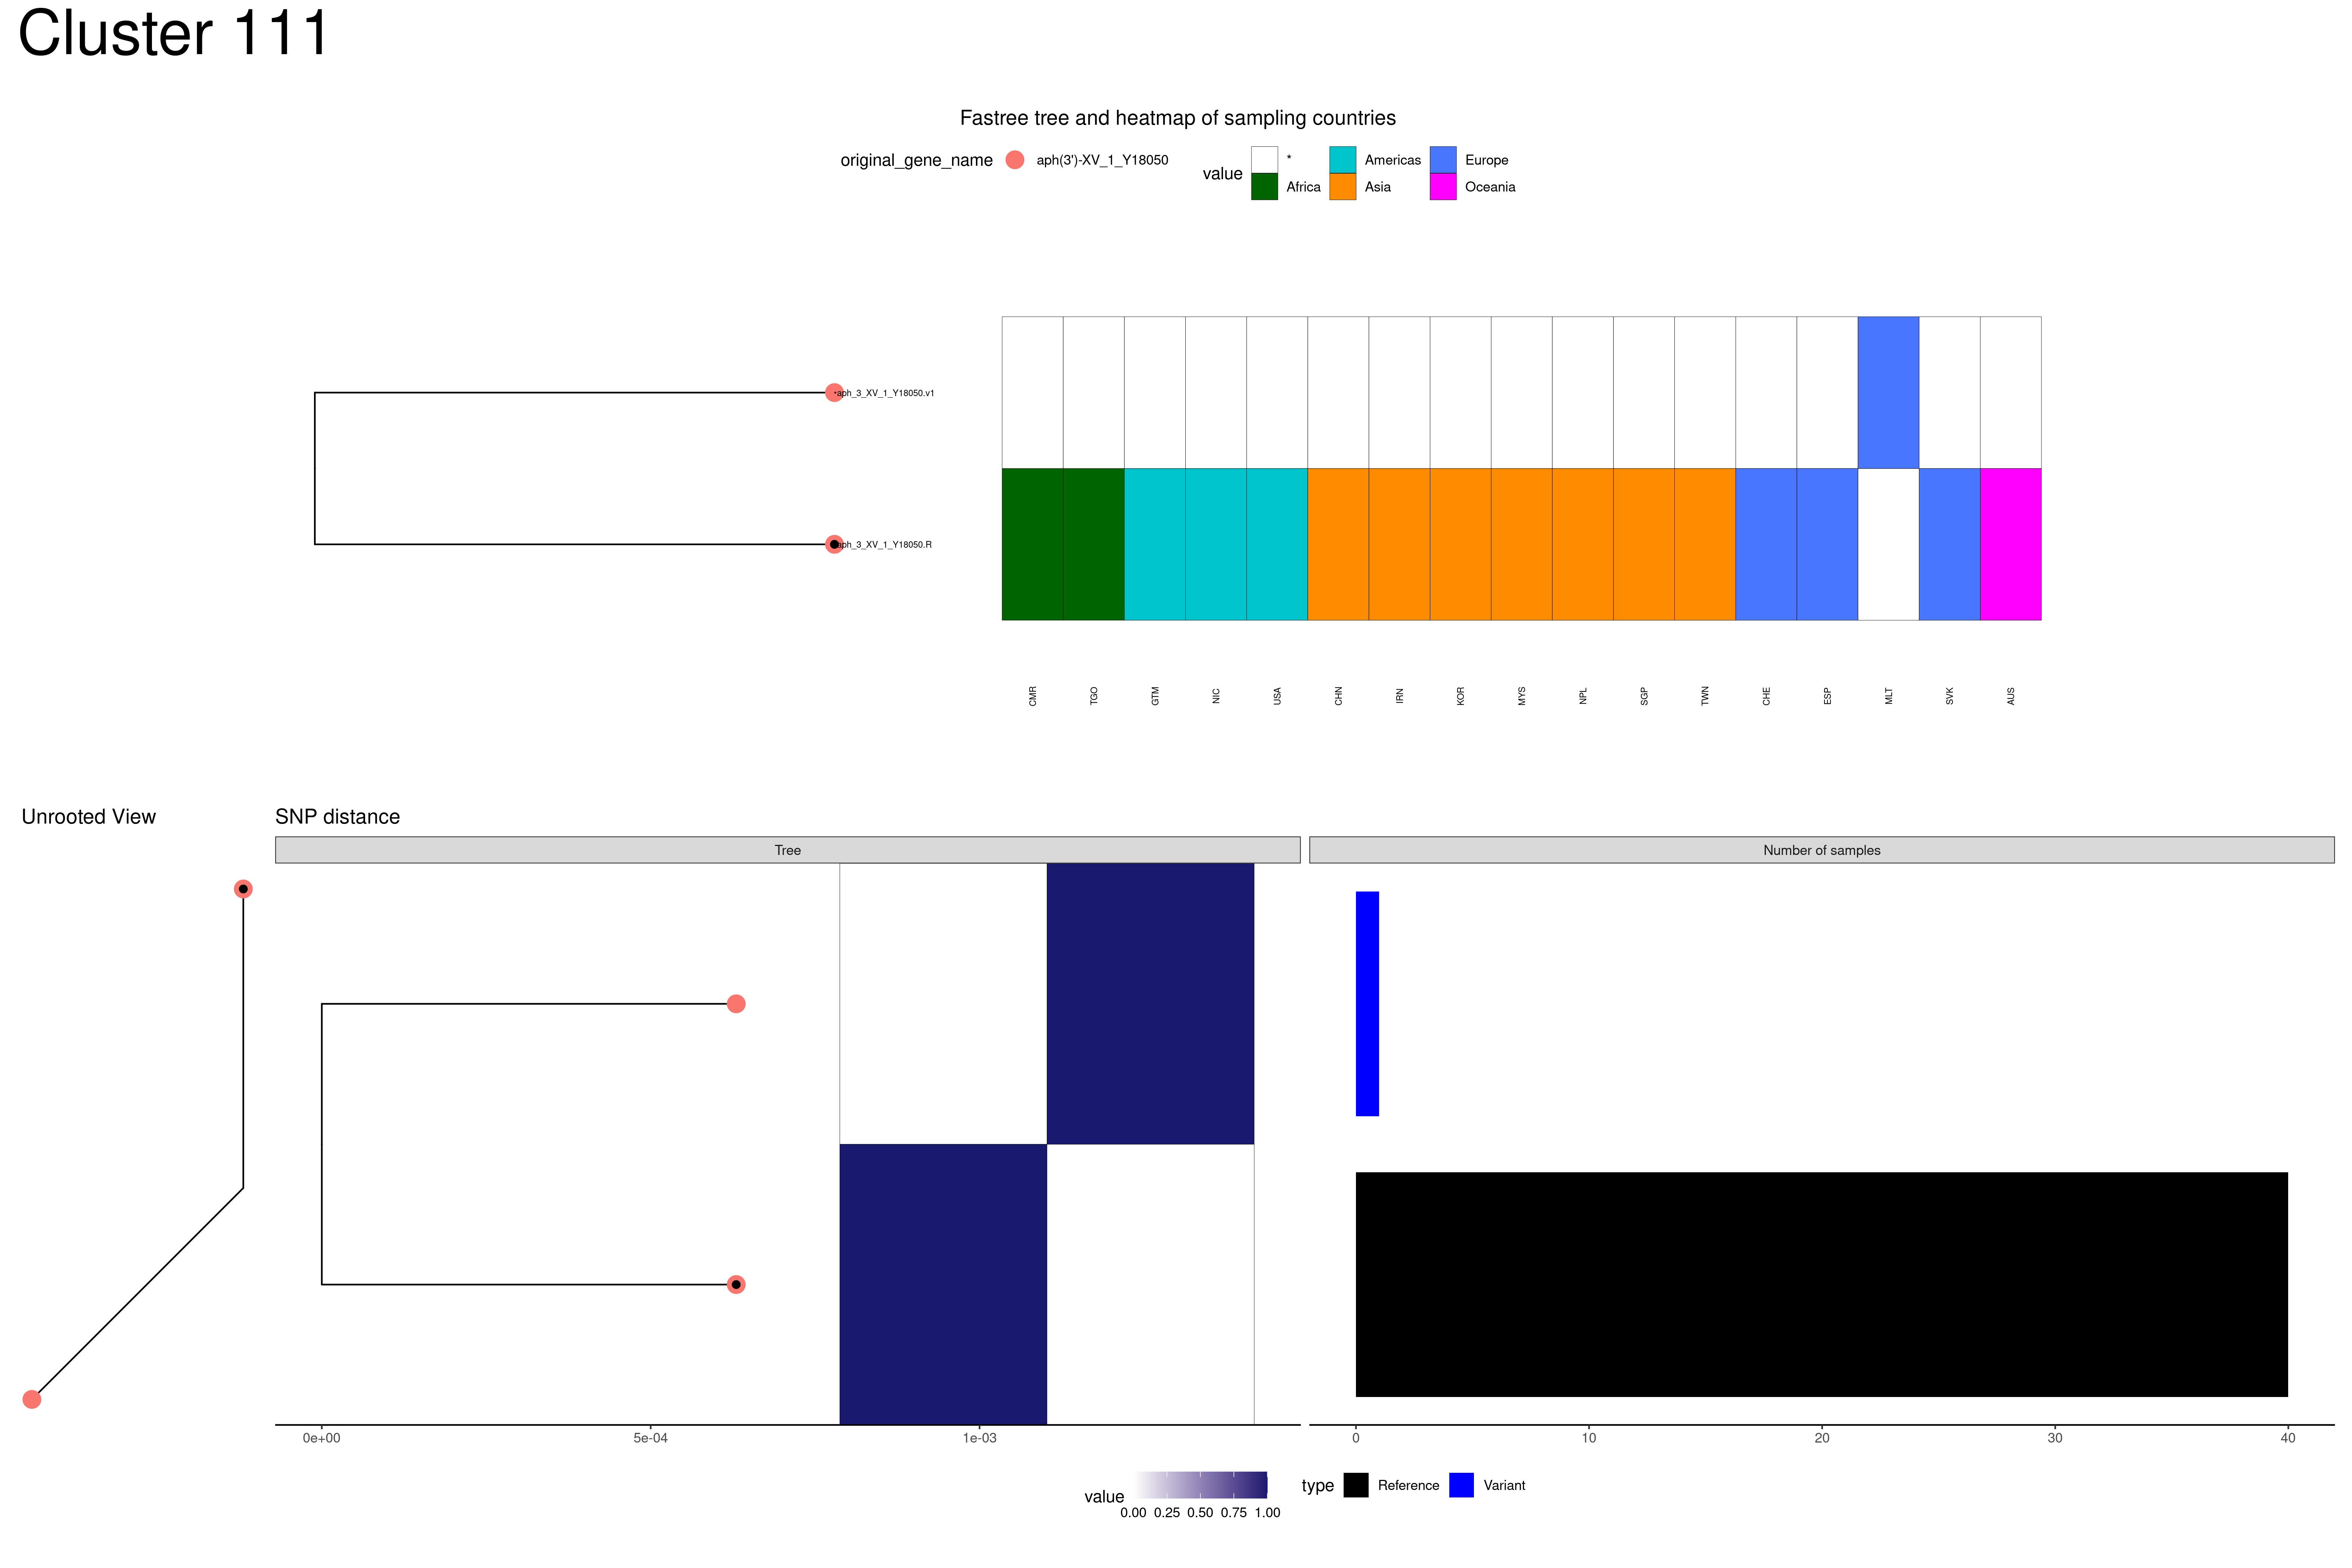 Cluster 111
Fastree tree and heatmap of sampling countries
original_gene_name aph(3')-XV_1_Y18050 value * Americas Europe
Africa Asia Oceania
aph_3_XV_1_Y18050.v1
aph_3_XV_1_Y18050.R
CMR TGO GTM NIC USA CHN IRN KOR MYS NPL SGP TWN CHE ESP MLT SVK AUS
Unrooted View SNP distance
Tree Number of samples
0e+00 5e-04 1e-03 0 10 20 30 40
value 0.00 0.25 0.50 0.75 1.00 type Reference Variant